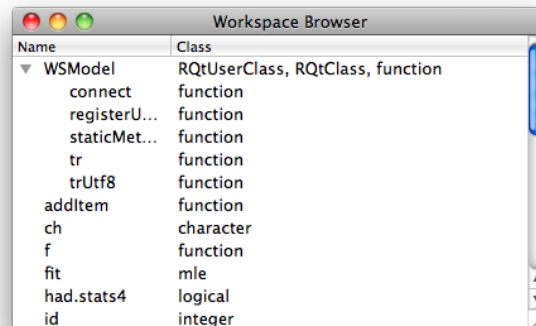 Workspace Browser
Name Class
WSModel RQtUserClass, RQtClass, function
connect function
registerU... function
staticMet... function
tr function
trUtf8 function
addItem function
ch character
f function
fit mle
had.stats4 logical
id integer